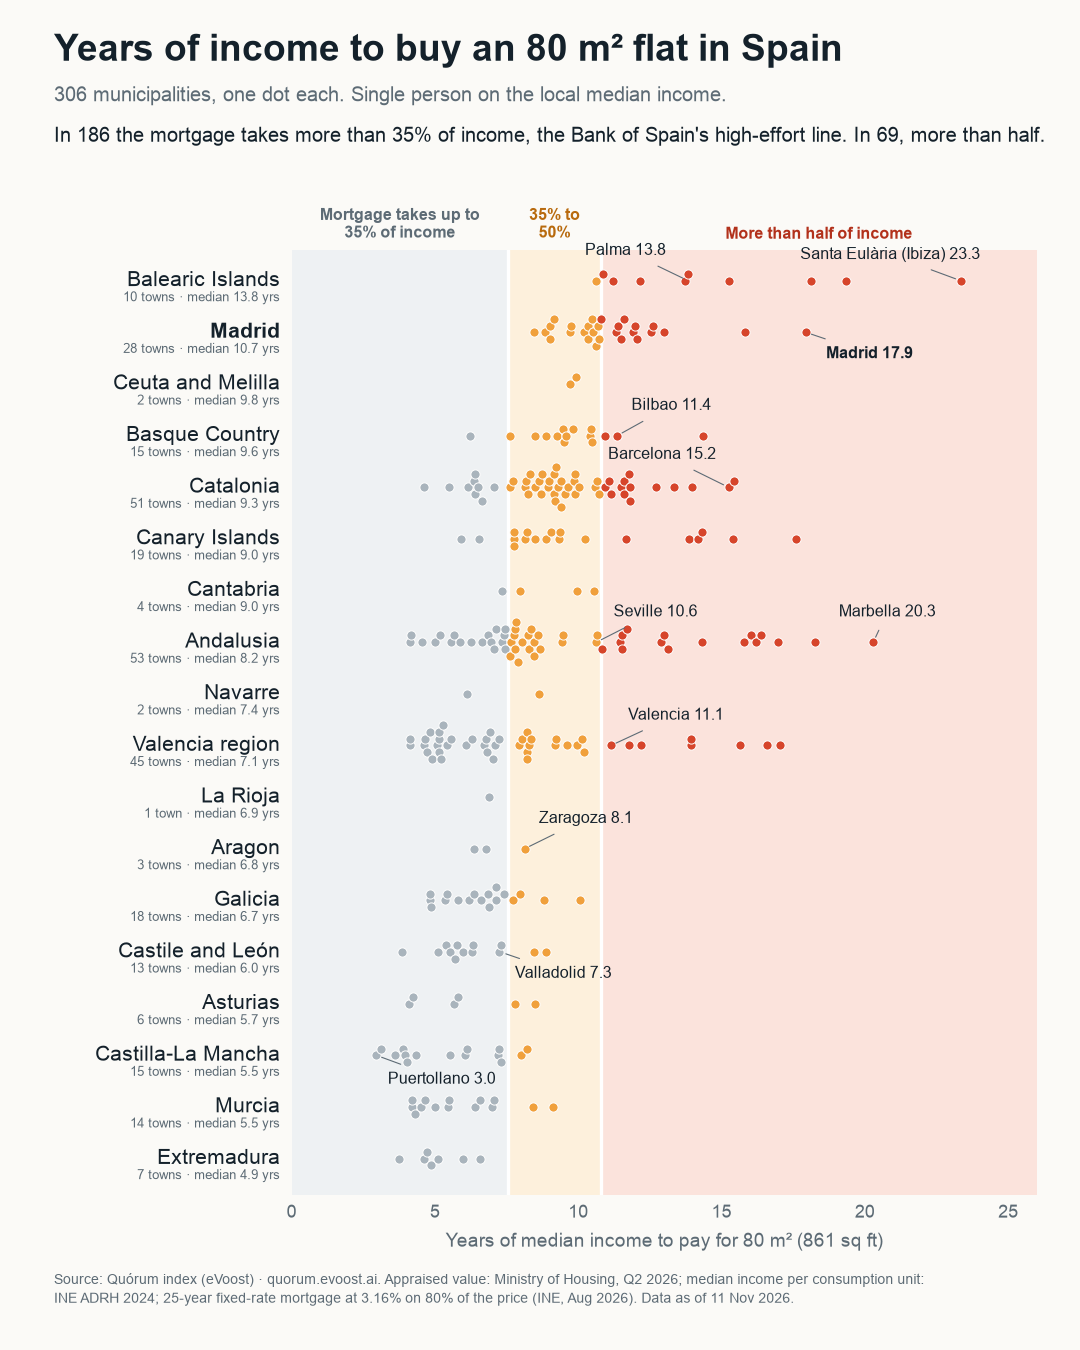 Years of income to buy an 80 m² flat in Spain
306 municipalities, one dot each. Single person on the local median income.
In 186 the mortgage takes more than 35% of income, the Bank of Spain's high-effort line. In 69, more than half.
Mortgage takes up to
35% of income
35% to
50%
More than half of income
Palma 13.8
Santa Eulària (Ibiza) 23.3
Balearic Islands
10 towns · median 13.8 yrs
Madrid
28 towns · median 10.7 yrs
Madrid 17.9
Ceuta and Melilla
2 towns · median 9.8 yrs
Bilbao 11.4
Basque Country
15 towns · median 9.6 yrs
Barcelona 15.2
Catalonia
51 towns · median 9.3 yrs
Canary Islands
19 towns · median 9.0 yrs
Cantabria
4 towns · median 9.0 yrs
Seville 10.6
Marbella 20.3
Andalusia
53 towns · median 8.2 yrs
Navarre
2 towns · median 7.4 yrs
Valencia 11.1
Valencia region
45 towns · median 7.1 yrs
La Rioja
1 town · median 6.9 yrs
Zaragoza 8.1
Aragon
3 towns · median 6.8 yrs
Galicia
18 towns · median 6.7 yrs
Castile and León
13 towns · median 6.0 yrs
Valladolid 7.3
Asturias
6 towns · median 5.7 yrs
Castilla-La Mancha
15 towns · median 5.5 yrs
Puertollano 3.0
Murcia
14 towns · median 5.5 yrs
Extremadura
7 towns · median 4.9 yrs
0 5 10 15 20 25
Years of median income to pay for 80 m² (861 sq ft)
Source: Quórum index (eVoost) · quorum.evoost.ai. Appraised value: Ministry of Housing, Q2 2026; median income per consumption unit:
INE ADRH 2024; 25-year fixed-rate mortgage at 3.16% on 80% of the price (INE, Aug 2026). Data as of 11 Nov 2026.